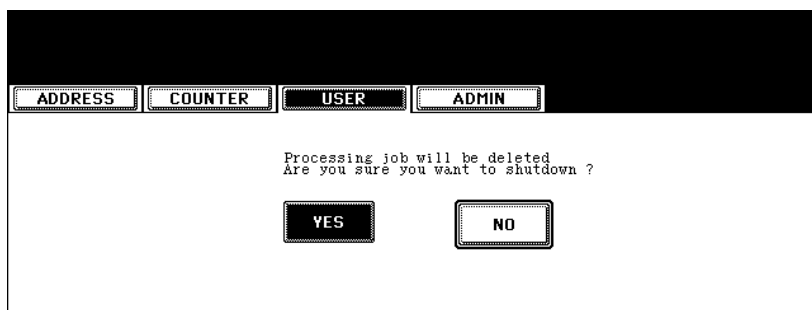 ADDRESS COUNTER USER ADMIN
Processing job will be deleted
Are you sure you want to shutdown ?
YES NO